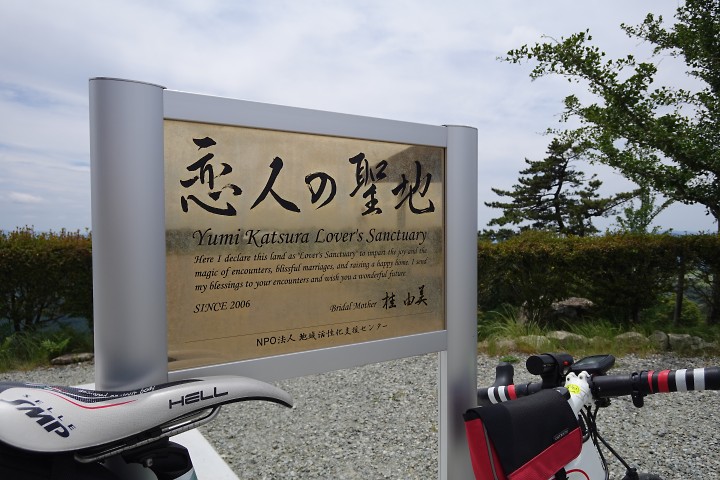 恋人の聖地
Yumi Katsura Lover's Sanctuary
Here I declare this land as 'Lover's Sanctuary' to impart the joy and the
magic of encounters, blissful marriages, and raising a happy home. I send
my blessings to your encounters and wish you a wonderful future.
SINCE 2006
Bridal Mother 桂由美
NPO法人 地域活性化支援センター
HELL
SMP